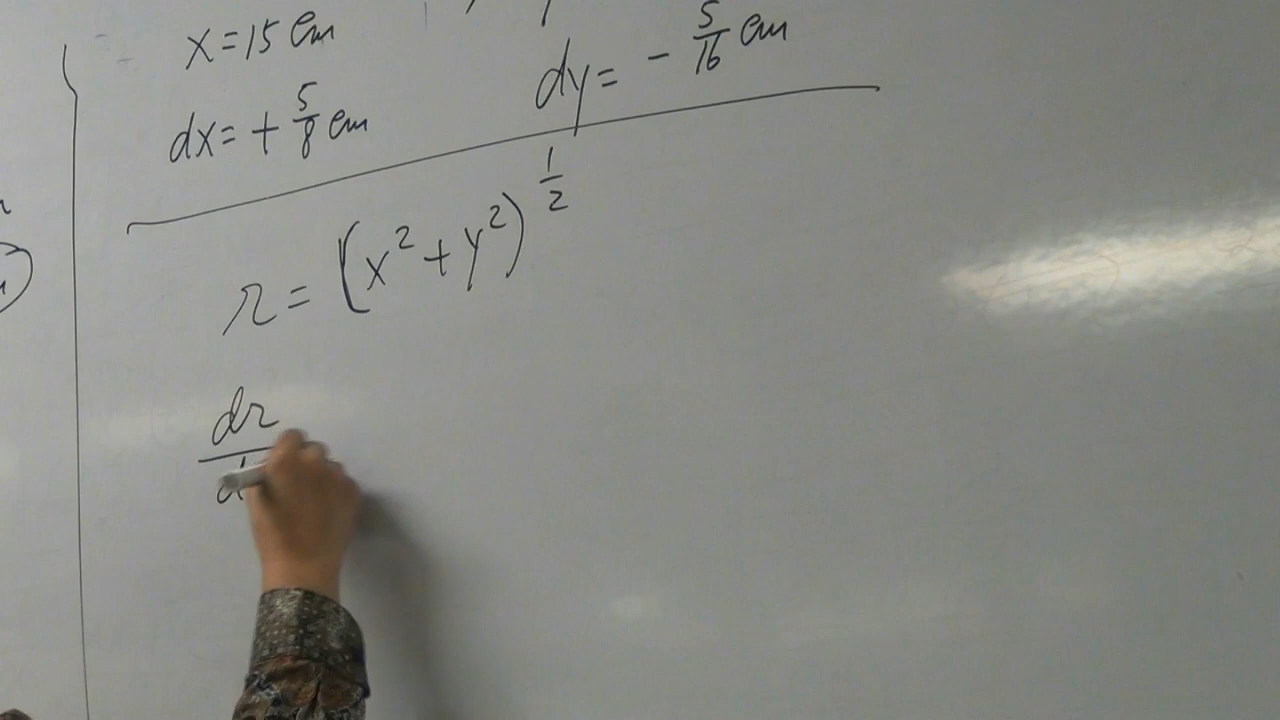 x = 15 cm
dy = - 5/16 cm
dx = + 5/8 cm
r = (x² + y²)^1/2
dr/d